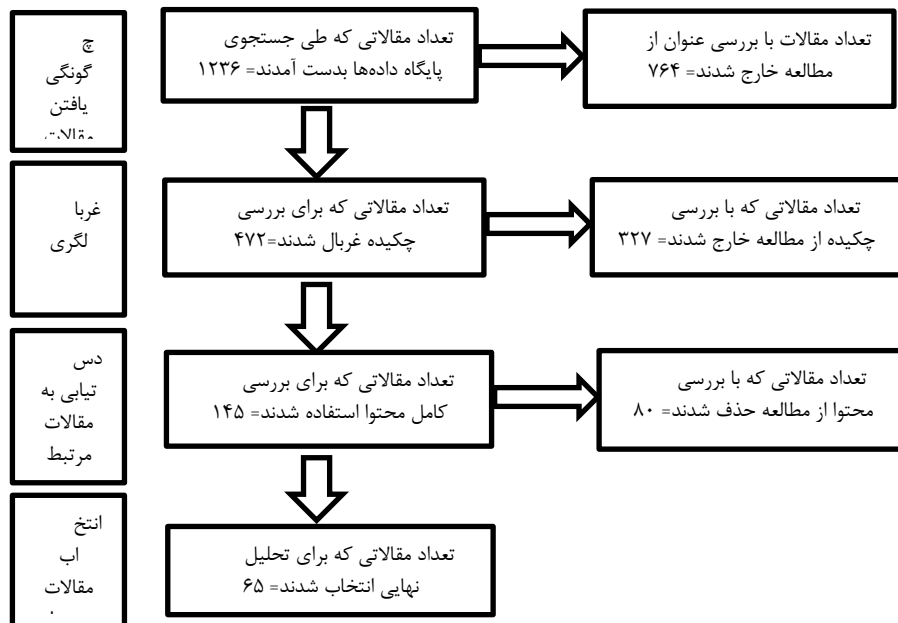 چ
گونگی
یافتن
مقالات
تعداد مقالاتی که طی جستجوی
پایگاه داده‌ها بدست آمدند= ۱۲۳۶
تعداد مقالات با بررسی عنوان از
مطالعه خارج شدند= ۷۶۴
غربا
لگری
تعداد مقالاتی که برای بررسی
چکیده غربال شدند=۴۷۲
تعداد مقالاتی که با بررسی
چکیده از مطالعه خارج شدند= ۳۲۷
دس
تیابی به
مقالات
مرتبط
تعداد مقالاتی که برای بررسی
کامل محتوا استفاده شدند= ۱۴۵
تعداد مقالاتی که با بررسی
محتوا از مطالعه حذف شدند= ۸۰
انتخ
اب
مقالات
تعداد مقالاتی که برای تحلیل
نهایی انتخاب شدند= ۶۵